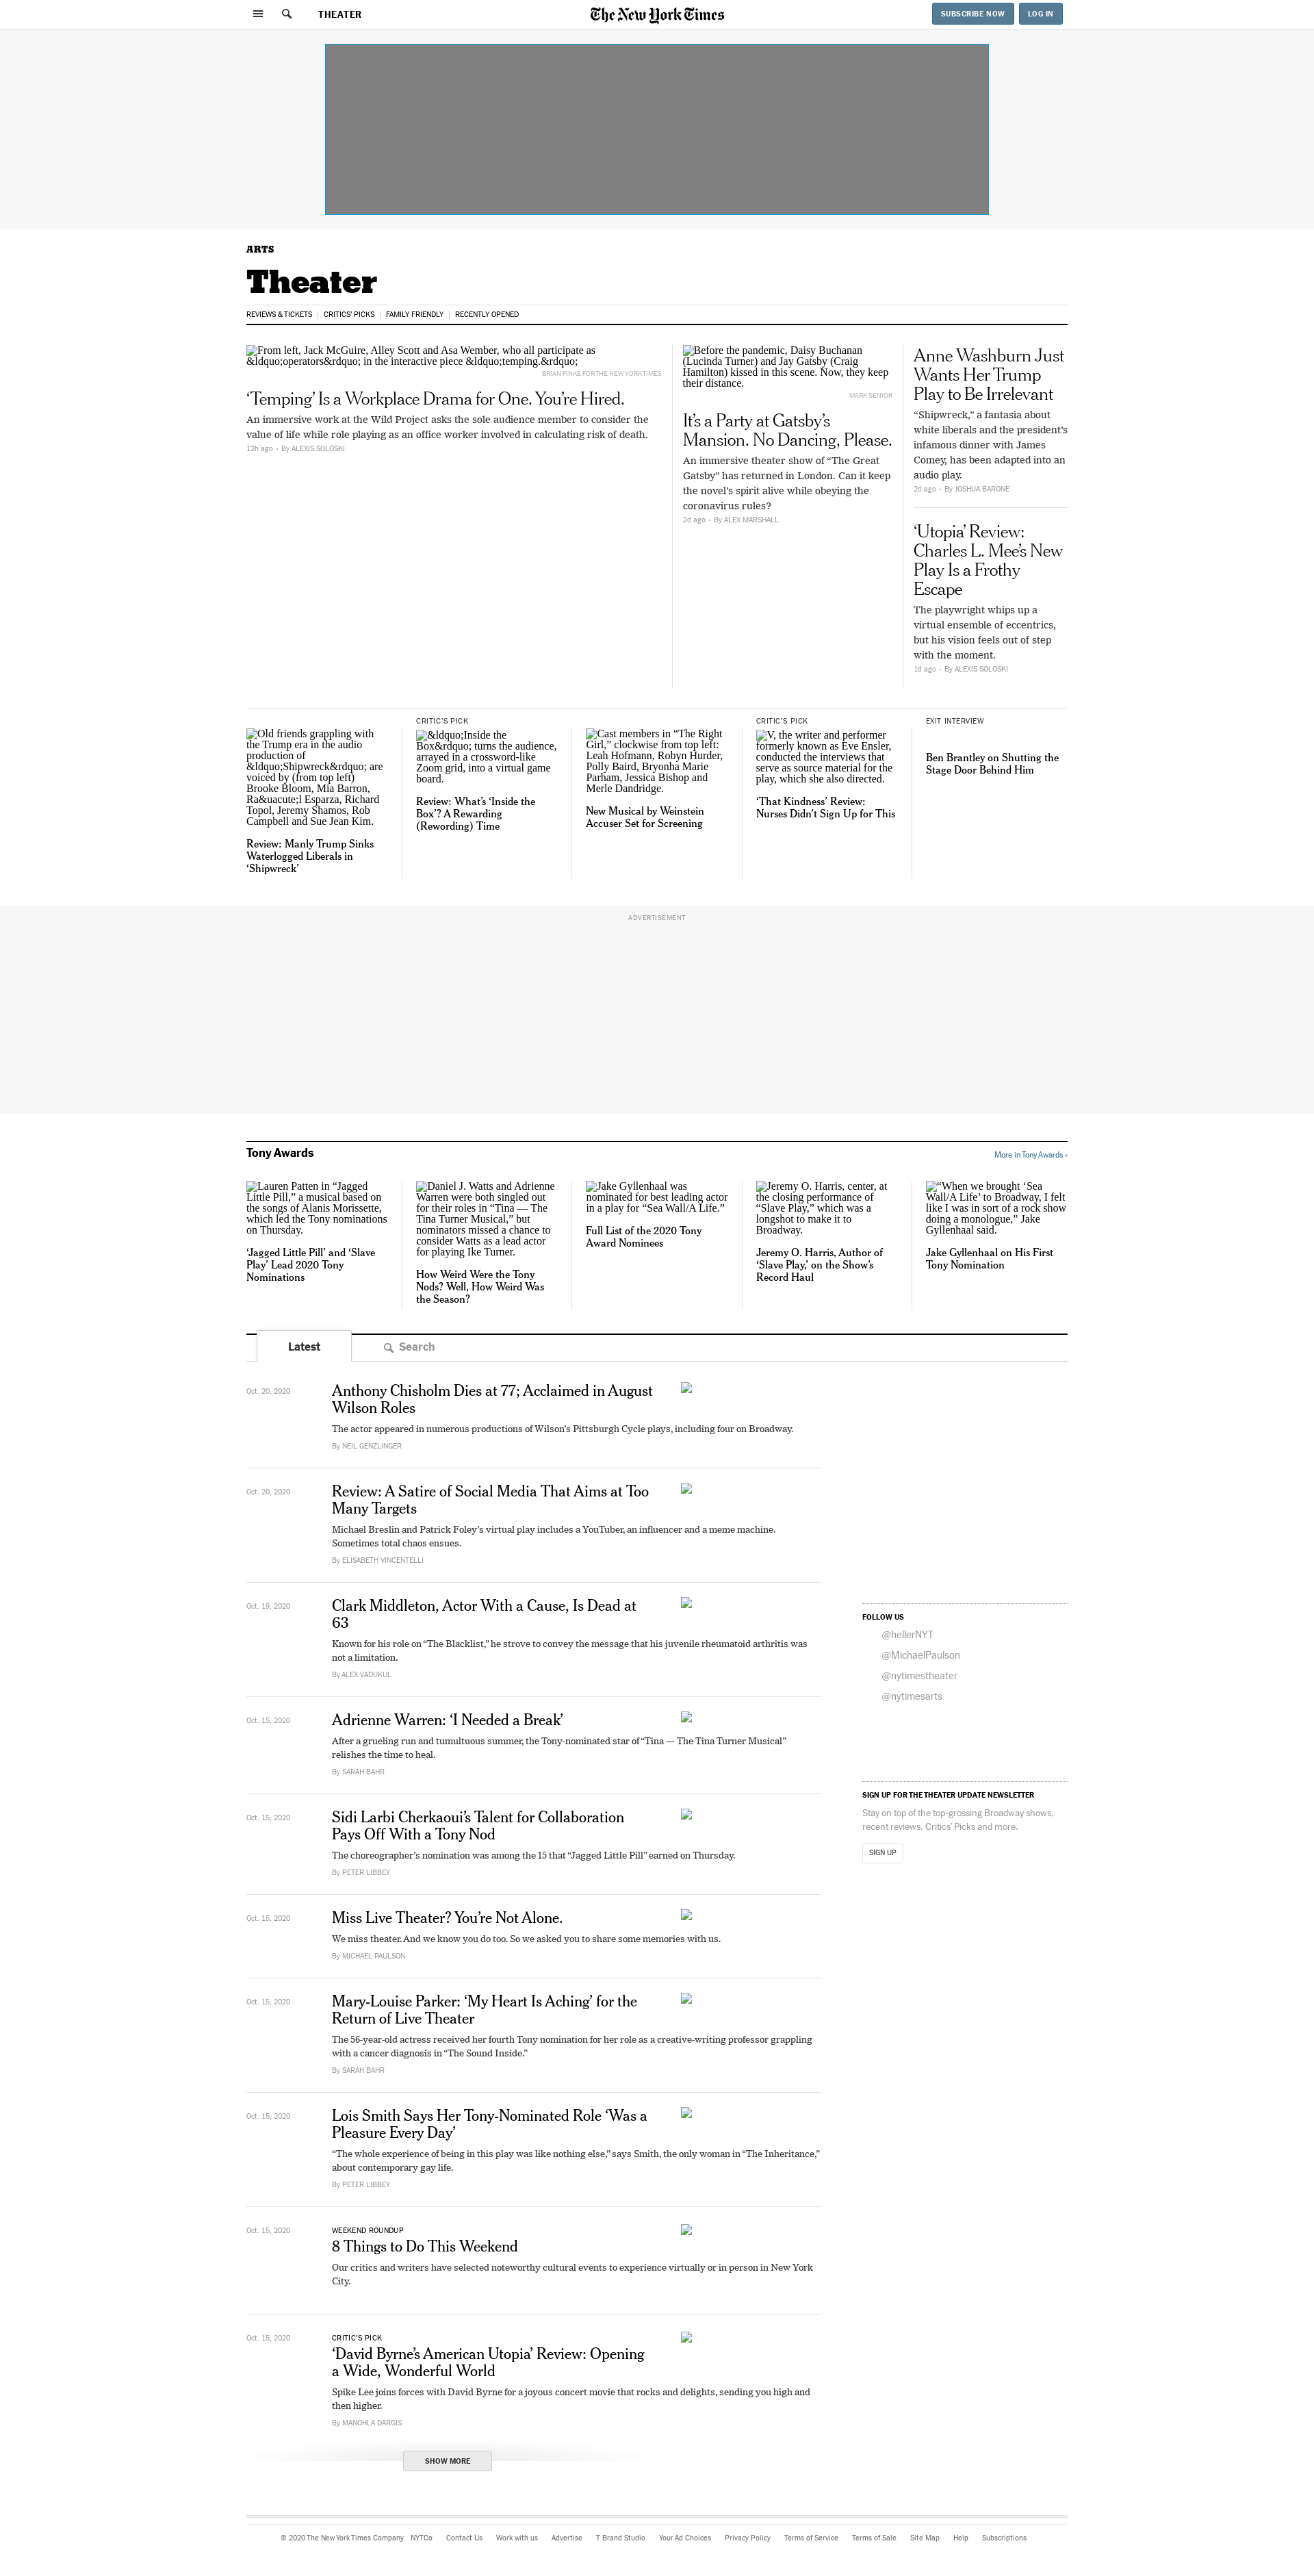 THEATER
The New York Times
SUBSCRIBE NOW
LOG IN
ARTS
Theater
REVIEWS & TICKETS | CRITICS' PICKS | FAMILY FRIENDLY | RECENTLY OPENED
From left, Jack McGuire, Alley Scott and Asa Wember, who all participate as
&ldquo;operators&rdquo; in the interactive piece &ldquo;temping.&rdquo;
BRIAN FINKE FOR THE NEW YORK TIMES
‘Temping’ Is a Workplace Drama for One. You’re Hired.
An immersive work at the Wild Project asks the sole audience member to consider the
value of life while role playing as an office worker involved in calculating risk of death.
12h ago • By ALEXIS SOLOSKI
Before the pandemic, Daisy Buchanan
(Lucinda Turner) and Jay Gatsby (Craig
Hamilton) kissed in this scene. Now, they keep
their distance.
MARK SENIOR
It’s a Party at Gatsby’s
Mansion. No Dancing, Please.
An immersive theater show of “The Great
Gatsby” has returned in London. Can it keep
the novel’s spirit alive while obeying the
coronavirus rules?
2d ago • By ALEX MARSHALL
Anne Washburn Just
Wants Her Trump
Play to Be Irrelevant
“Shipwreck,” a fantasia about
white liberals and the president’s
infamous dinner with James
Comey, has been adapted into an
audio play.
2d ago • By JOSHUA BARONE
‘Utopia’ Review:
Charles L. Mee’s New
Play Is a Frothy
Escape
The playwright whips up a
virtual ensemble of eccentrics,
but his vision feels out of step
with the moment.
1d ago • By ALEXIS SOLOSKI
Old friends grappling with
the Trump era in the audio
production of
&ldquo;Shipwreck&rdquo; are
voiced by (from top left)
Brooke Bloom, Mia Barron,
Ra&uacute;l Esparza, Richard
Topol, Jeremy Shamos, Rob
Campbell and Sue Jean Kim.
Review: Manly Trump Sinks
Waterlogged Liberals in
‘Shipwreck’
CRITIC’S PICK
&ldquo;Inside the
Box&rdquo; turns the audience,
arrayed in a crossword-like
Zoom grid, into a virtual game
board.
Review: What’s ‘Inside the
Box’? A Rewarding
(Rewording) Time
Cast members in “The Right
Girl,” clockwise from top left:
Leah Hofmann, Robyn Hurder,
Polly Baird, Bryonha Marie
Parham, Jessica Bishop and
Merle Dandridge.
New Musical by Weinstein
Accuser Set for Screening
CRITIC’S PICK
V, the writer and performer
formerly known as Eve Ensler,
conducted the interviews that
serve as source material for the
play, which she also directed.
‘That Kindness’ Review:
Nurses Didn’t Sign Up for This
EXIT INTERVIEW
Ben Brantley on Shutting the
Stage Door Behind Him
ADVERTISEMENT
Tony Awards
More in Tony Awards ›
Lauren Patten in “Jagged
Little Pill,” a musical based on
the songs of Alanis Morissette,
which led the Tony nominations
on Thursday.
‘Jagged Little Pill’ and ‘Slave
Play’ Lead 2020 Tony
Nominations
Daniel J. Watts and Adrienne
Warren were both singled out
for their roles in “Tina — The
Tina Turner Musical,” but
nominators missed a chance to
consider Watts as a lead actor
for playing Ike Turner.
How Weird Were the Tony
Nods? Well, How Weird Was
the Season?
Jake Gyllenhaal was
nominated for best leading actor
in a play for “Sea Wall/A Life.”
Full List of the 2020 Tony
Award Nominees
Jeremy O. Harris, center, at
the closing performance of
“Slave Play,” which was a
longshot to make it to
Broadway.
Jeremy O. Harris, Author of
‘Slave Play,’ on the Show’s
Record Haul
“When we brought ‘Sea
Wall/A Life’ to Broadway, I felt
like I was in sort of a rock show
doing a monologue,” Jake
Gyllenhaal said.
Jake Gyllenhaal on His First
Tony Nomination
Latest
Search
Oct. 20, 2020
Anthony Chisholm Dies at 77; Acclaimed in August
Wilson Roles
The actor appeared in numerous productions of Wilson’s Pittsburgh Cycle plays, including four on Broadway.
By NEIL GENZLINGER
Oct. 20, 2020
Review: A Satire of Social Media That Aims at Too
Many Targets
Michael Breslin and Patrick Foley’s virtual play includes a YouTuber, an influencer and a meme machine.
Sometimes total chaos ensues.
By ELISABETH VINCENTELLI
Oct. 19, 2020
Clark Middleton, Actor With a Cause, Is Dead at
63
Known for his role on “The Blacklist,” he strove to convey the message that his juvenile rheumatoid arthritis was
not a limitation.
By ALEX VADUKUL
Oct. 15, 2020
Adrienne Warren: ‘I Needed a Break’
After a grueling run and tumultuous summer, the Tony-nominated star of “Tina — The Tina Turner Musical”
relishes the time to heal.
By SARAH BAHR
Oct. 15, 2020
Sidi Larbi Cherkaoui’s Talent for Collaboration
Pays Off With a Tony Nod
The choreographer’s nomination was among the 15 that “Jagged Little Pill” earned on Thursday.
By PETER LIBBEY
Oct. 15, 2020
Miss Live Theater? You’re Not Alone.
We miss theater. And we know you do too. So we asked you to share some memories with us.
By MICHAEL PAULSON
Oct. 15, 2020
Mary-Louise Parker: ‘My Heart Is Aching’ for the
Return of Live Theater
The 56-year-old actress received her fourth Tony nomination for her role as a creative-writing professor grappling
with a cancer diagnosis in “The Sound Inside.”
By SARAH BAHR
Oct. 15, 2020
Lois Smith Says Her Tony-Nominated Role ‘Was a
Pleasure Every Day’
“The whole experience of being in this play was like nothing else,” says Smith, the only woman in “The Inheritance,”
about contemporary gay life.
By PETER LIBBEY
Oct. 15, 2020
WEEKEND ROUNDUP
8 Things to Do This Weekend
Our critics and writers have selected noteworthy cultural events to experience virtually or in person in New York
City.
Oct. 15, 2020
CRITIC’S PICK
‘David Byrne’s American Utopia’ Review: Opening
a Wide, Wonderful World
Spike Lee joins forces with David Byrne for a joyous concert movie that rocks and delights, sending you high and
then higher.
By MANOHLA DARGIS
SHOW MORE
FOLLOW US
@hellerNYT
@MichaelPaulson
@nytimestheater
@nytimesarts
SIGN UP FOR THE THEATER UPDATE NEWSLETTER
Stay on top of the top-grossing Broadway shows,
recent reviews, Critics’ Picks and more.
SIGN UP
© 2020 The New York Times Company NYTCo Contact Us Work with us Advertise T Brand Studio Your Ad Choices Privacy Policy Terms of Service Terms of Sale Site Map Help Subscriptions